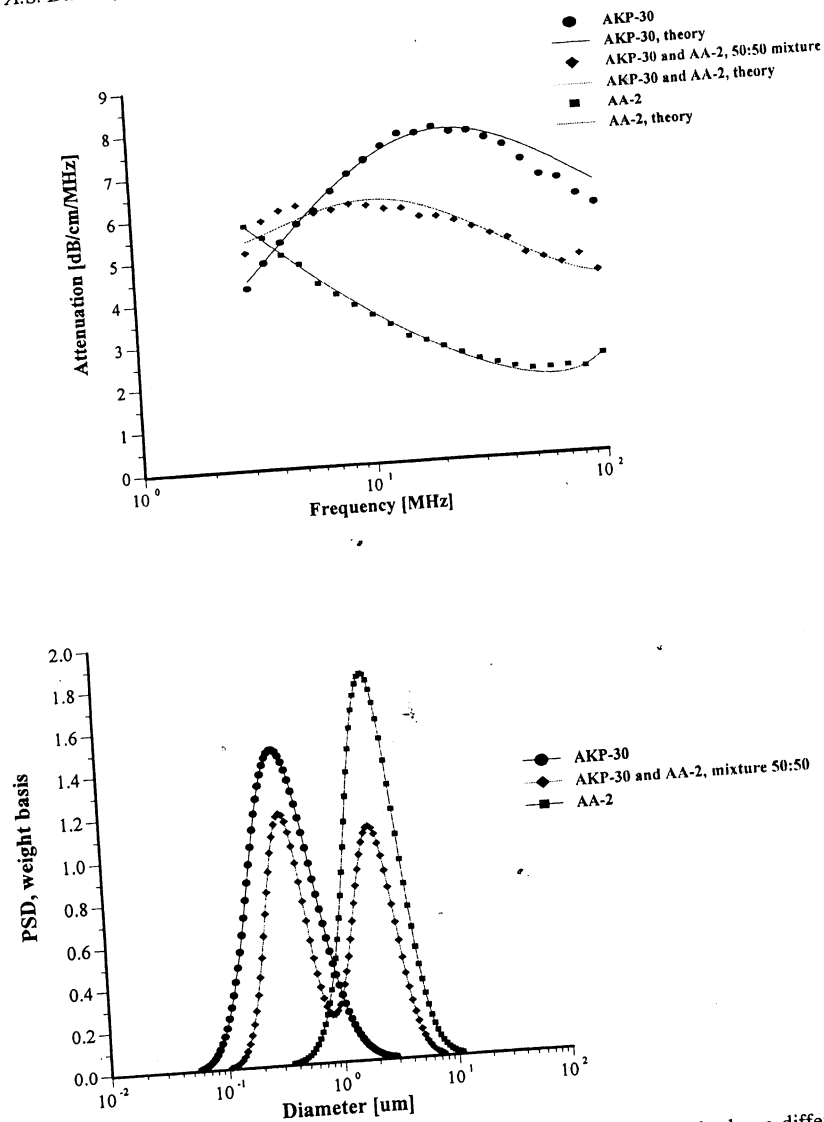 AKP-30
AKP-30, theory
AKP-30 and AA-2, 50:50 mixture
AKP-30 and AA-2, theory
AA-2
AA-2, theory
9
8
7
6
5
4
3
2
1
0
Attenuation [dB/cm/MHz]
10 0
10 1
10 2
Frequency [MHz]
2.0
1.8
1.6
1.4
1.2
1.0
0.8
0.6
0.4
0.2
0.0
PSD, weight basis
AKP-30
AKP-30 and AA-2, mixture 50:50
AA-2
10 -2
10 -1
10 0
10 1
10 2
Diameter [um]